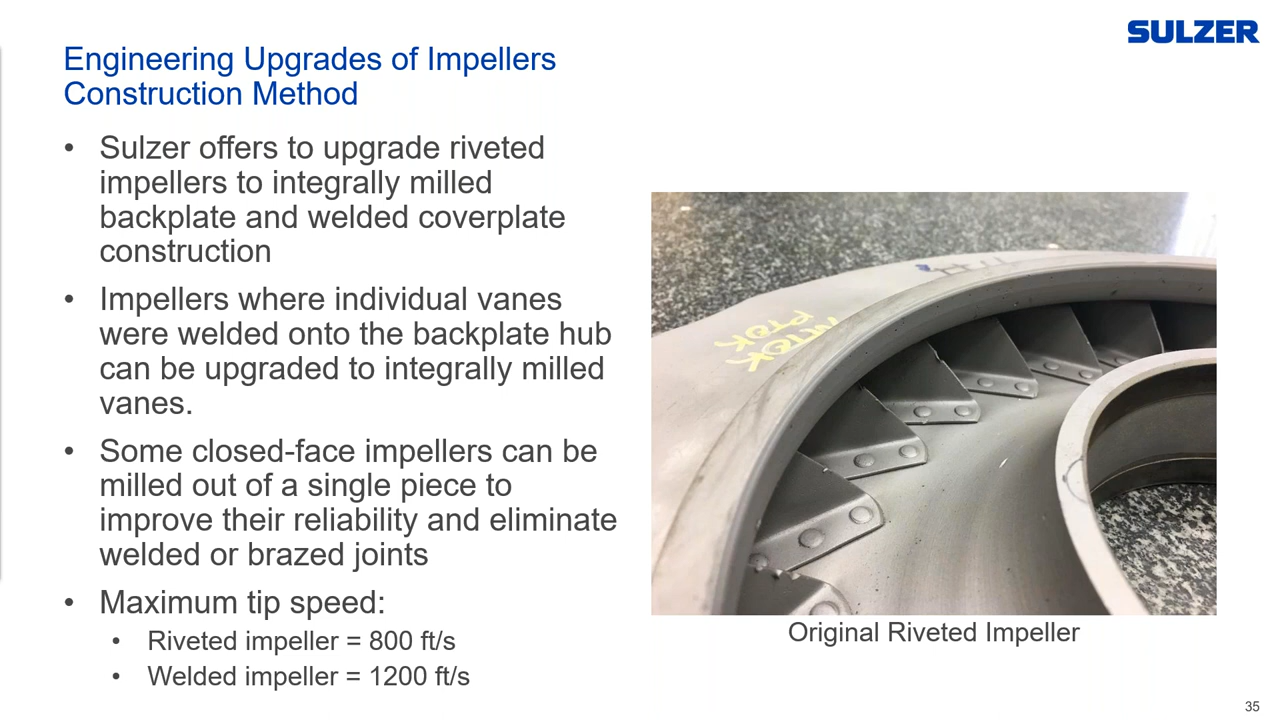 SULZER
Engineering Upgrades of Impellers
Construction Method
• Sulzer offers to upgrade riveted
impellers to integrally milled
backplate and welded coverplate
construction
• Impellers where individual vanes
were welded onto the backplate hub
can be upgraded to integrally milled
vanes.
• Some closed-face impellers can be
milled out of a single piece to
improve their reliability and eliminate
welded or brazed joints
• Maximum tip speed:
• Riveted impeller = 800 ft/s
• Welded impeller = 1200 ft/s
Original Riveted Impeller
35